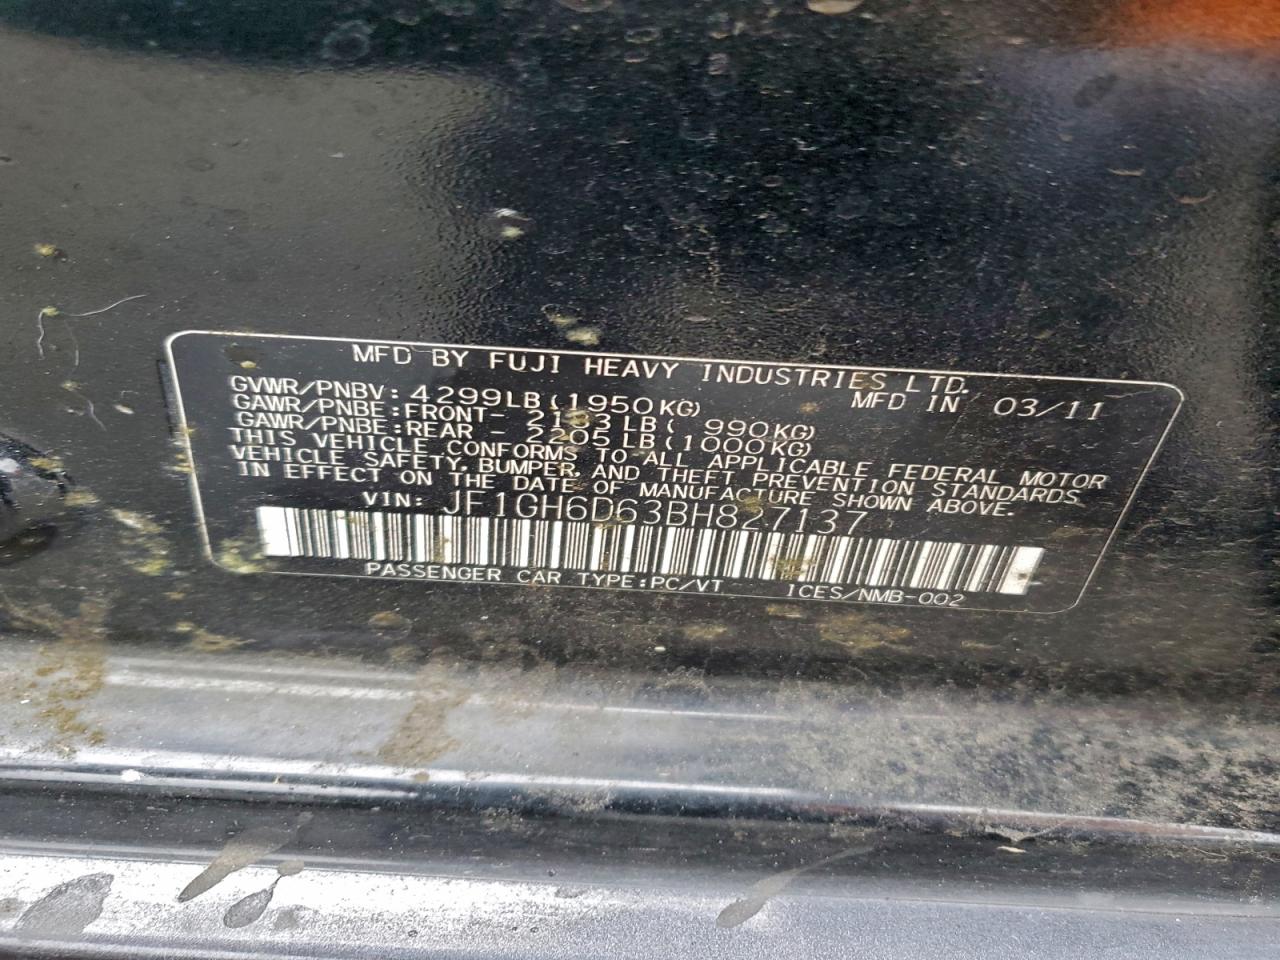 MFD BY FUJI HEAVY INDUSTRIES LTD.
GVWR/PNBV: 4299LB(1950KG) MFD IN 03/11
GAWR/PNBE:FRONT- 2183LB( 990KG)
GAWR/PNBE:REAR - 2205LB(1000KG)
THIS VEHICLE CONFORMS TO ALL APPLICABLE FEDERAL MOTOR
VEHICLE SAFETY, BUMPER, AND THEFT PREVENTION STANDARDS
IN EFFECT ON THE DATE OF MANUFACTURE SHOWN ABOVE.
VIN: JF1GH6D63BH827137
PASSENGER CAR TYPE:PC/VT ICES/NMB-002